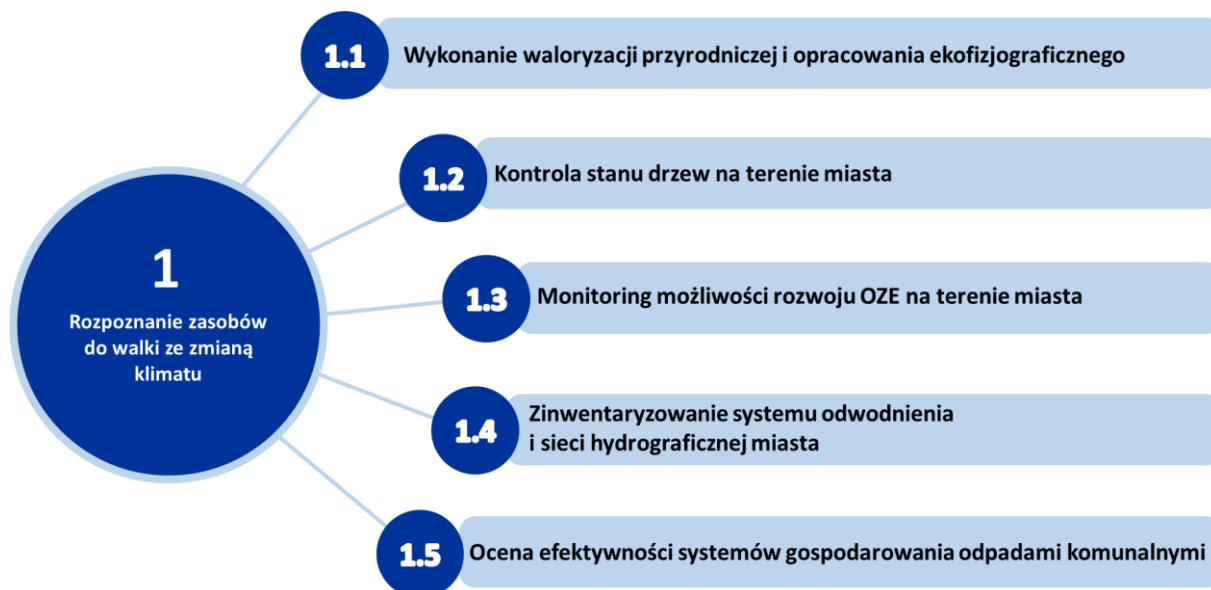 1
Rozpoznanie zasobów
do walki ze zmianą
klimatu
1.1
Wykonanie waloryzacji przyrodniczej i opracowania ekofizjograficznego
1.2
Kontrola stanu drzew na terenie miasta
1.3
Monitoring możliwości rozwoju OZE na terenie miasta
1.4
Zinwentaryzowanie systemu odwodnienia
i sieci hydrograficznej miasta
1.5
Ocena efektywności systemów gospodarowania odpadami komunalnymi